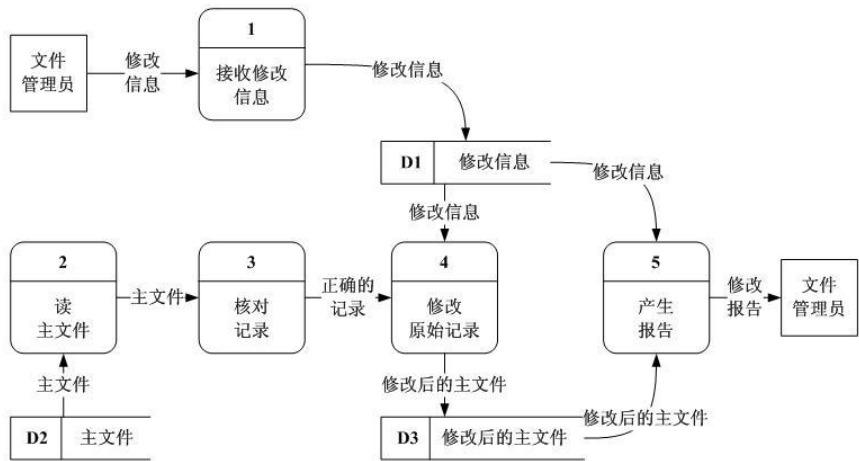 1
文件
管理员
修改
信息
接收修改
信息
修改信息
D1
修改信息
修改信息
修改信息
2
读
主文件
主文件
3
核对
记录
正确的
记录
4
修改
原始记录
5
产生
报告
修改
报告
文件
管理员
主文件
修改后的主文件
D2
主文件
D3
修改后的主文件
修改后的主文件